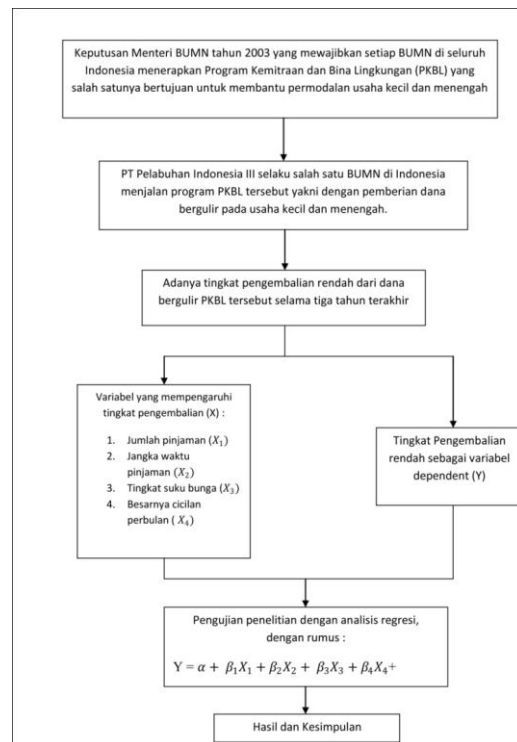 Keputusan Menteri BUMN tahun 2003 yang mewajibkan setiap BUMN di seluruh
Indonesia menerapkan Program Kemitraan dan Bina Lingkungan (PKBL) yang
salah satunya bertujuan untuk membantu permodalan usaha kecil dan menengah
PT Pelabuhan Indonesia III selaku salah satu BUMN di Indonesia
menjalan program PKBL tersebut yakni dengan pemberian dana
bergulir pada usaha kecil dan menengah.
Adanya tingkat pengembalian rendah dari dana
bergulir PKBL tersebut selama tiga tahun terakhir
Variabel yang mempengaruhi
tingkat pengembalian (X) :
1. Jumlah pinjaman (X₁)
2. Jangka waktu
pinjaman (X₂)
3. Tingkat suku bunga (X₃)
4. Besarnya cicilan
perbulan ( X₄)
Tingkat Pengembalian
rendah sebagai variabel
dependent (Y)
Pengujian penelitian dengan analisis regresi,
dengan rumus :
Y = α + β₁X₁ + β₂X₂ + β₃X₃ + β₄X₄+
Hasil dan Kesimpulan